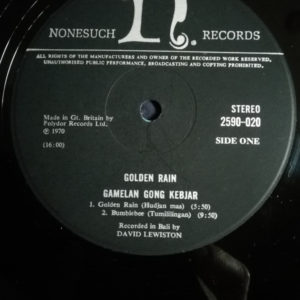 NONESUCH n. RECORDS
ALL RIGHTS OF THE MANUFACTURERS AND OWNER OF THE RECORDED WORK RESERVED,
UNAUTHORISED PUBLIC PERFORMANCE, BROADCASTING AND COPYING PROHIBITED.
Made in Gt. Britain by
Polydor Records Ltd.
℗ 1970
(16:00)
STEREO
2590-020
SIDE ONE
GOLDEN RAIN
GAMELAN GONG KEBJAR
1. Golden Rain (Hudjan mas) (5:50)
2. Bumblebee (Tumililingan) (9:50)
Recorded in Bali by
DAVID LEWISTON